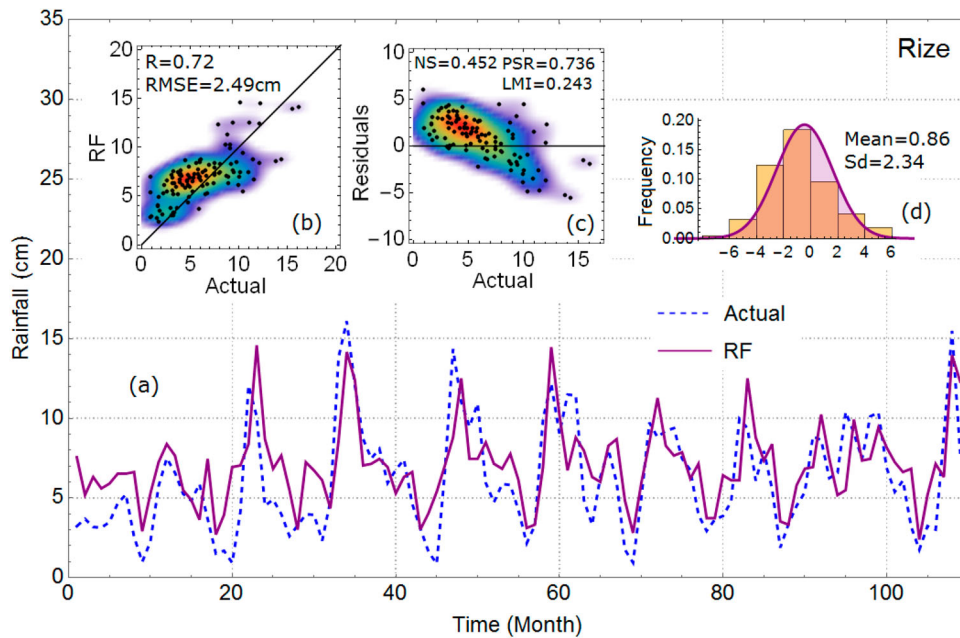 Rize
35
30
25
20
15
10
5
0
Rainfall (cm)
0
20
40
60
80
100
Time (Month)
(a)
Actual
RF
R=0.72
RMSE=2.49cm
20
15
10
5
0
RF
(b)
0
5
10
15
20
Actual
NS=0.452 PSR=0.736
LMI=0.243
10
5
0
−5
−10
Residuals
(c)
0
5
10
15
Actual
0.20
0.15
0.10
0.05
0.00
Frequency
Mean=0.86
Sd=2.34
(d)
−6
−4
−2
0
2
4
6